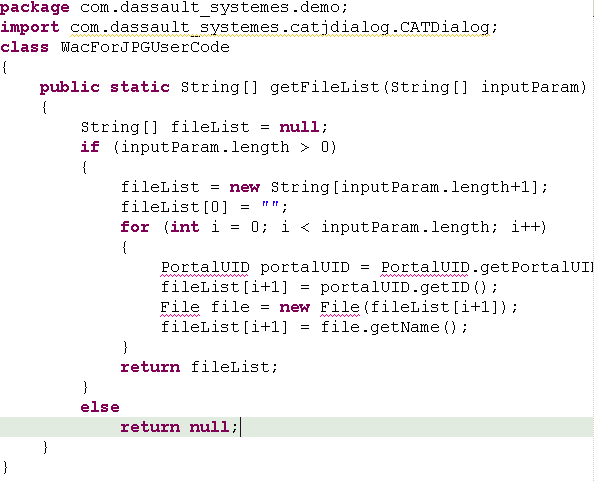 package com.dassault_systemes.demo;
import com.dassault_systemes.catjdialog.CATDialog;
class WacForJPGUserCode
{
    public static String[] getFileList(String[] inputParam)
    {
        String[] fileList = null;
        if (inputParam.length > 0)
        {
            fileList = new String[inputParam.length+1];
            fileList[0] = "";
            for (int i = 0; i < inputParam.length; i++)
            {
                PortalUID portalUID = PortalUID.getPortalUID
                fileList[i+1] = portalUID.getID();
                File file = new File(fileList[i+1]);
                fileList[i+1] = file.getName();
            }
            return fileList;
        }
        else
            return null;
    }
}